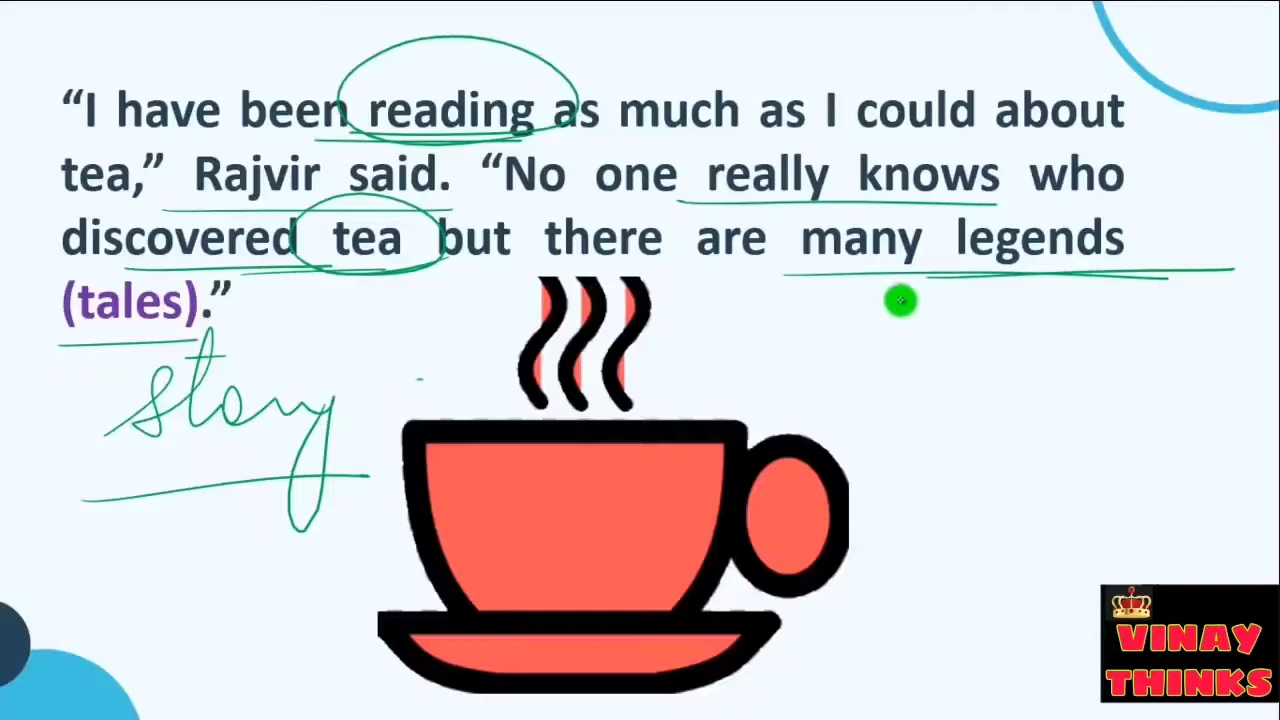 “I have been reading as much as I could about
tea,” Rajvir said. “No one really knows who
discovered tea but there are many legends
(tales).”
story
VINAY
THINKS